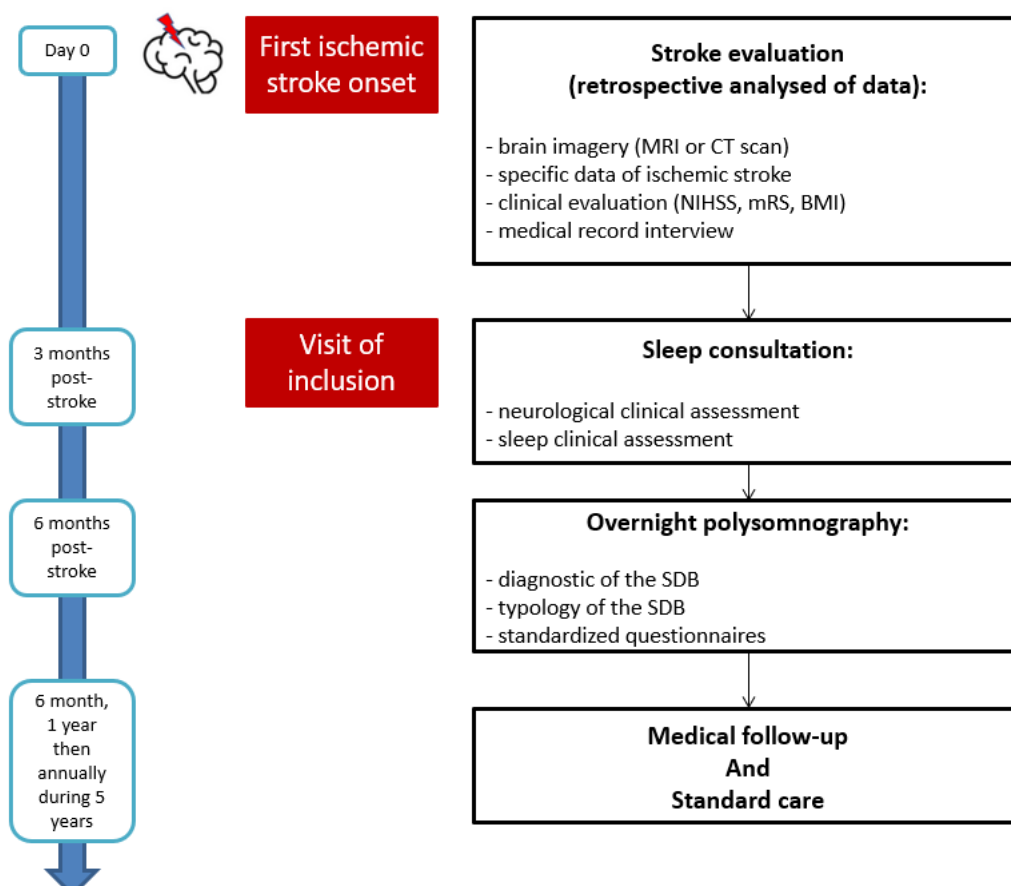 Day 0
First ischemic
stroke onset
Stroke evaluation
(retrospective analysed of data):
- brain imagery (MRI or CT scan)
- specific data of ischemic stroke
- clinical evaluation (NIHSS, mRS, BMI)
- medical record interview
3 months
post-
stroke
Visit of
inclusion
Sleep consultation:
- neurological clinical assessment
- sleep clinical assessment
6 months
post-
stroke
Overnight polysomnography:
- diagnostic of the SDB
- typology of the SDB
- standardized questionnaires
6 month,
1 year
then
annually
during 5
years
Medical follow-up
And
Standard care